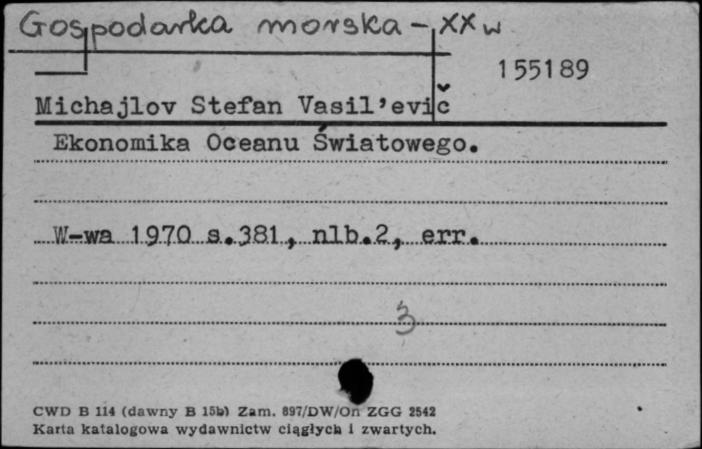 Gospodarka morska - XX w
155189
Michajlov Stefan Vasil'evič
Ekonomika Oceanu Światowego.
W-wa 1970 s.381, nlb.2, err.
3
CWD B 114 (dawny B 15b) Zam. 897/DW/On ZGG 2542
Karta katalogowa wydawnictw ciągłych i zwartych.